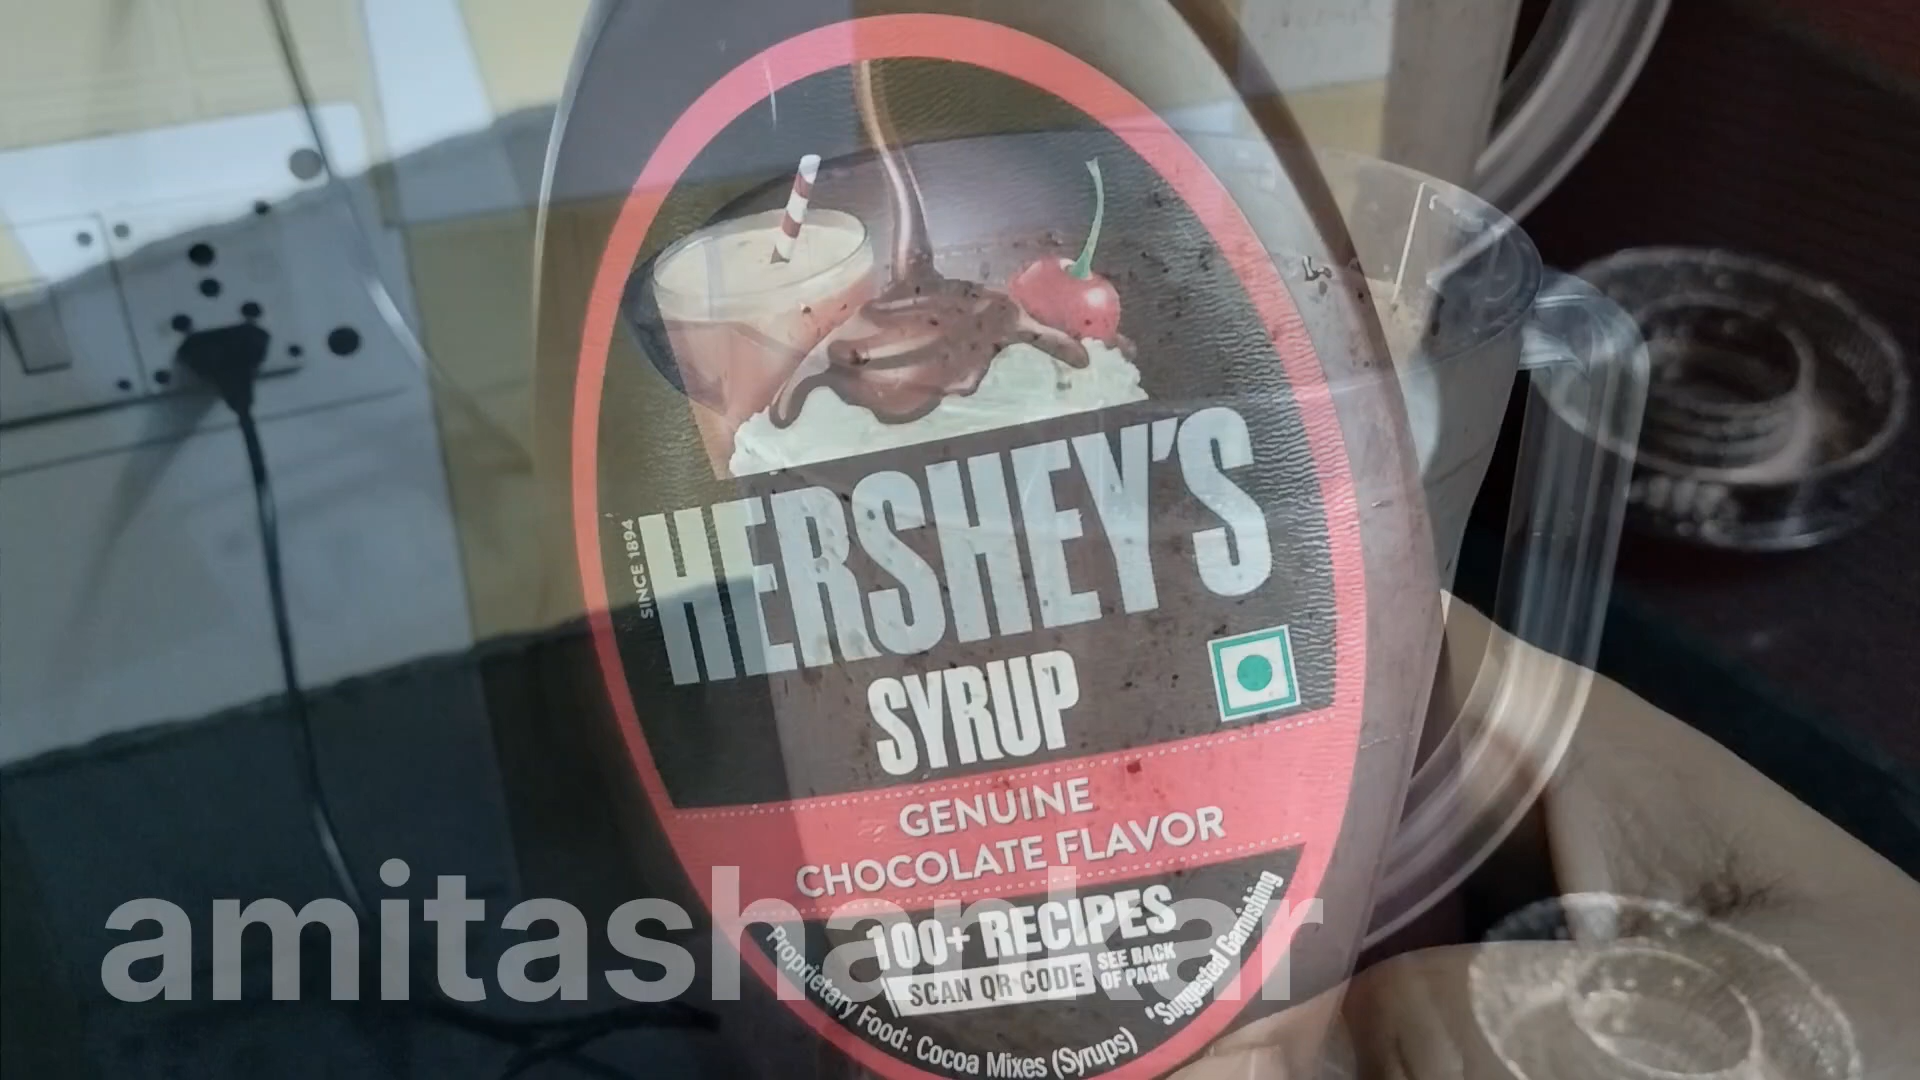 SINCE 1894
HERSHEY'S
SYRUP
GENUINE
CHOCOLATE FLAVOR
100+ RECIPES
SCAN QR CODE
SEE BACK
OF PACK
Proprietary Food: Cocoa Mixes (Syrups)
*Suggested Garnishing
amitashankar